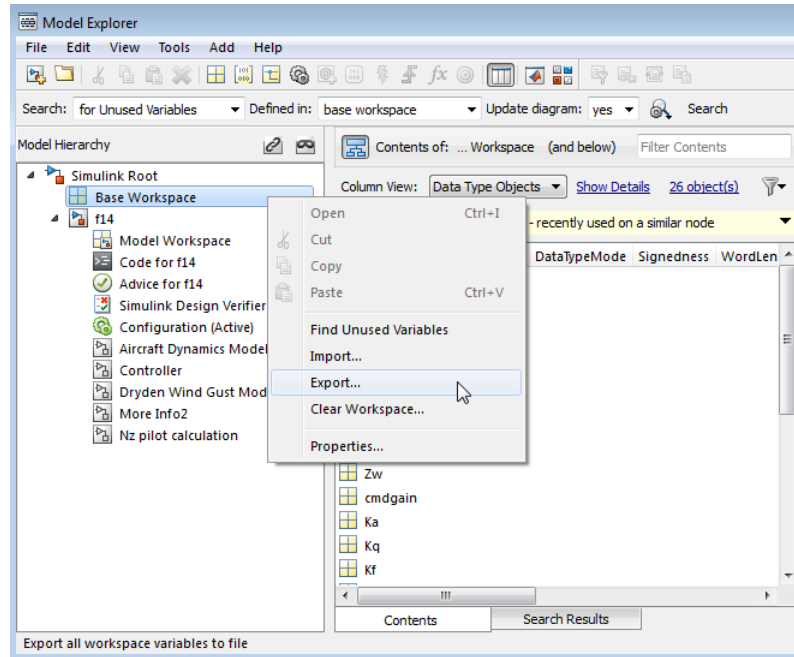 Model Explorer
File Edit View Tools Add Help
Search: for Unused Variables Defined in: base workspace Update diagram: yes Search
Model Hierarchy
Contents of: ... Workspace (and below) Filter Contents
Simulink Root
Column View: Data Type Objects Show Details 26 object(s)
Base Workspace
f14
Open Ctrl+I
- recently used on a similar node
Model Workspace
Cut
Code for f14
Copy
DataTypeMode Signedness WordLen
Advice for f14
Paste Ctrl+V
Simulink Design Verifier
Configuration (Active)
Find Unused Variables
Aircraft Dynamics Model
Import...
Controller
Export...
Dryden Wind Gust Mod
Clear Workspace...
More Info2
Nz pilot calculation
Properties...
Zw
cmdgain
Ka
Kq
Kf
Contents Search Results
Export all workspace variables to file